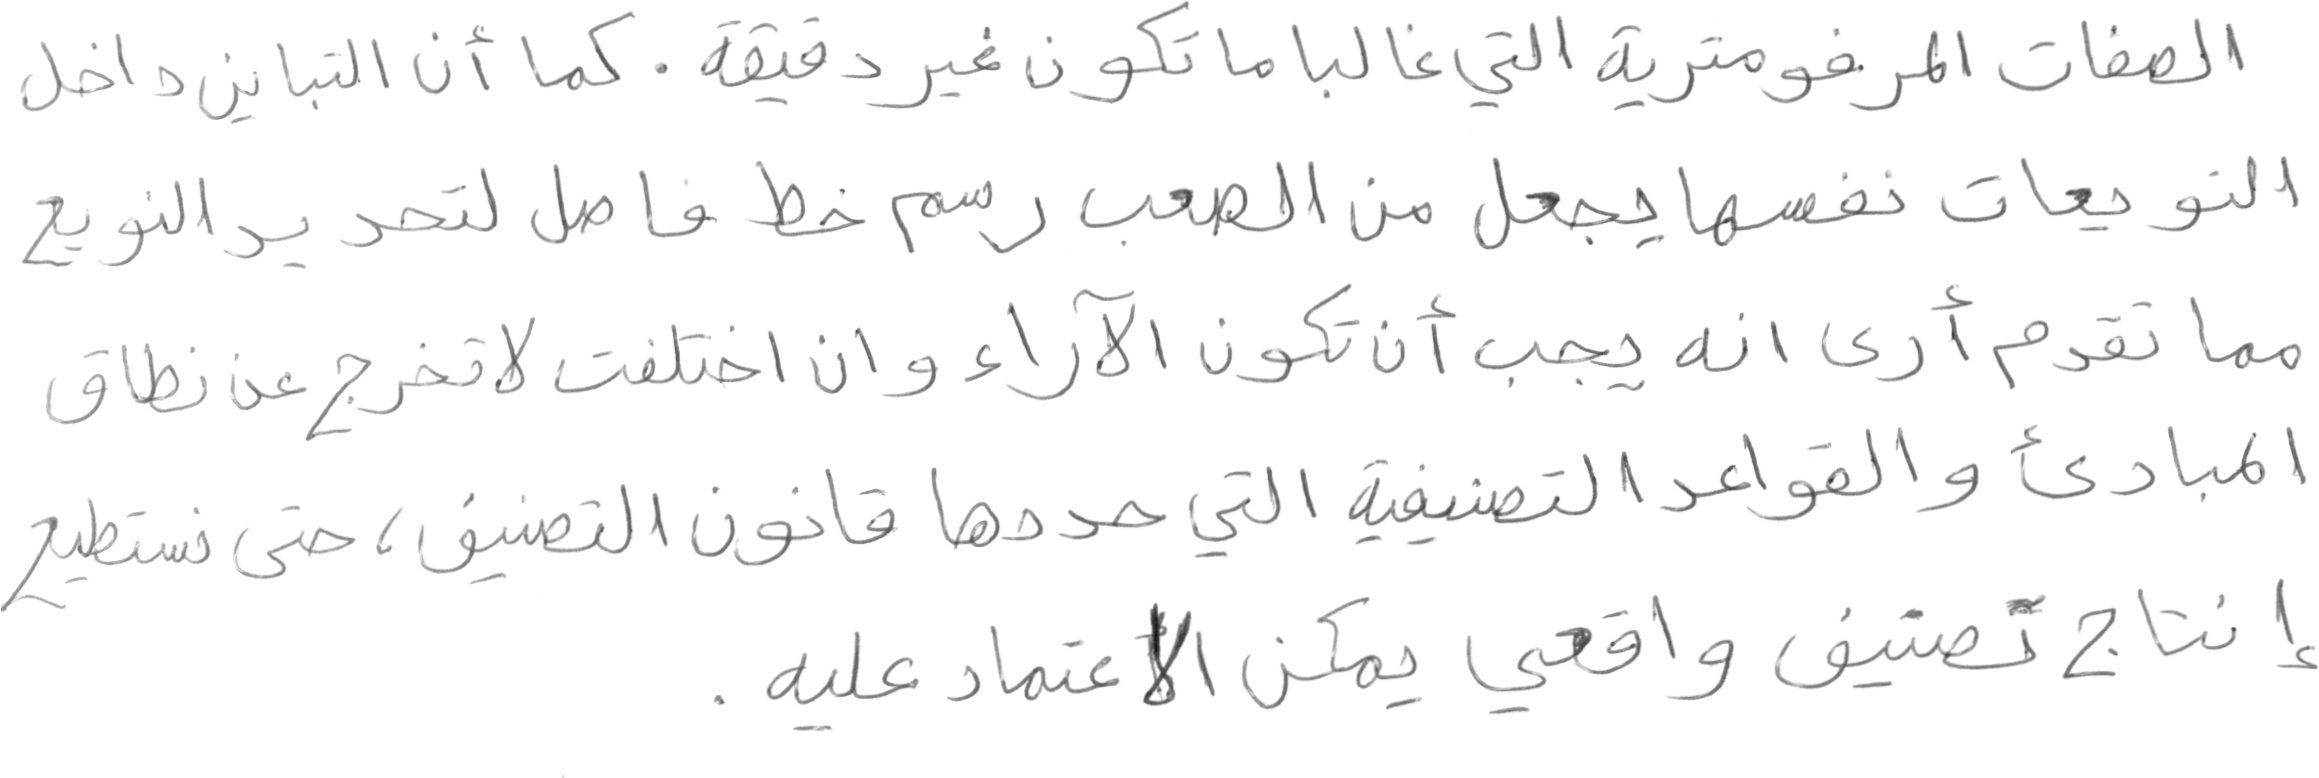 الصفات المرفومترية التي غالبا ما تكون غير دقيقة . كما أن التباين داخل
النويعات نفسها يجعل من الصعب رسم خط فاصل لتحديد النويع
مما تقدم أرى انه يجب أن تكون الآراء وان اختلفت لا تخرج عن نطاق
المبادئ والقواعد التصنيفية التي حددها قانون التصنيف ، حتى نستطيع
إنتاج تصنيف واقعي يمكن الاعتماد عليه .